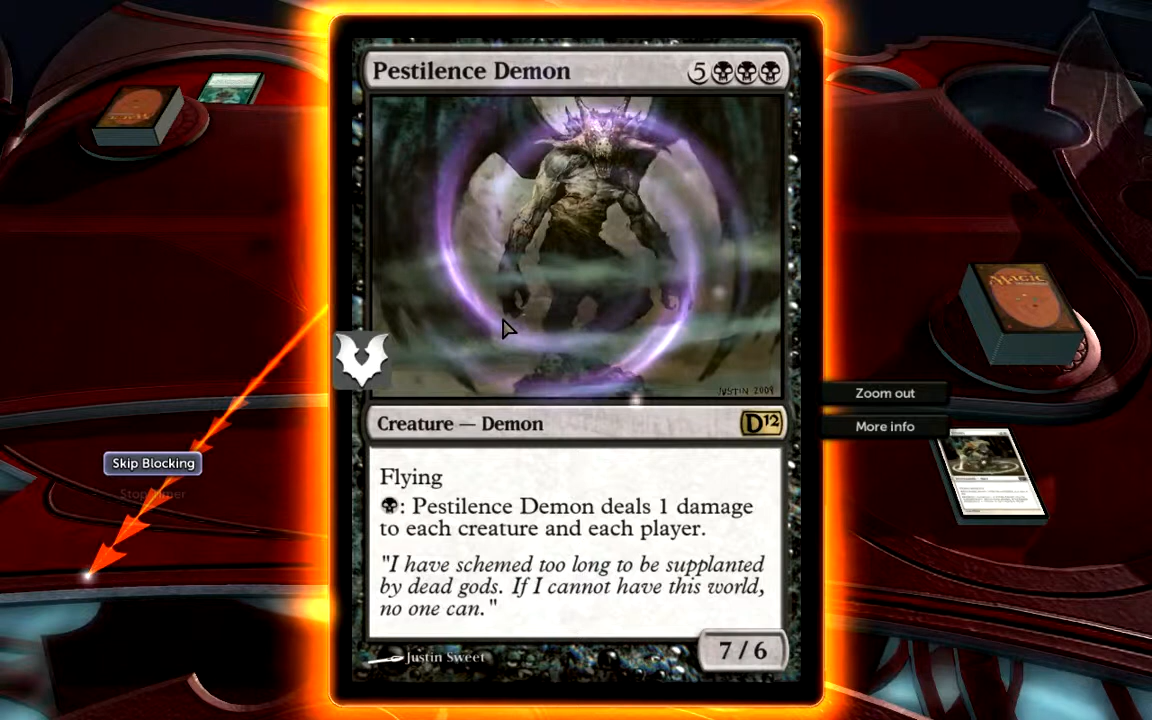 Pestilence Demon 5
JUSTIN 2009
Creature — Demon
D12
Flying
: Pestilence Demon deals 1 damage
to each creature and each player.
"I have schemed too long to be supplanted
by dead gods. If I cannot have this world,
no one can."
Justin Sweet
7 / 6
Skip Blocking
Zoom out
More info
MAGIC